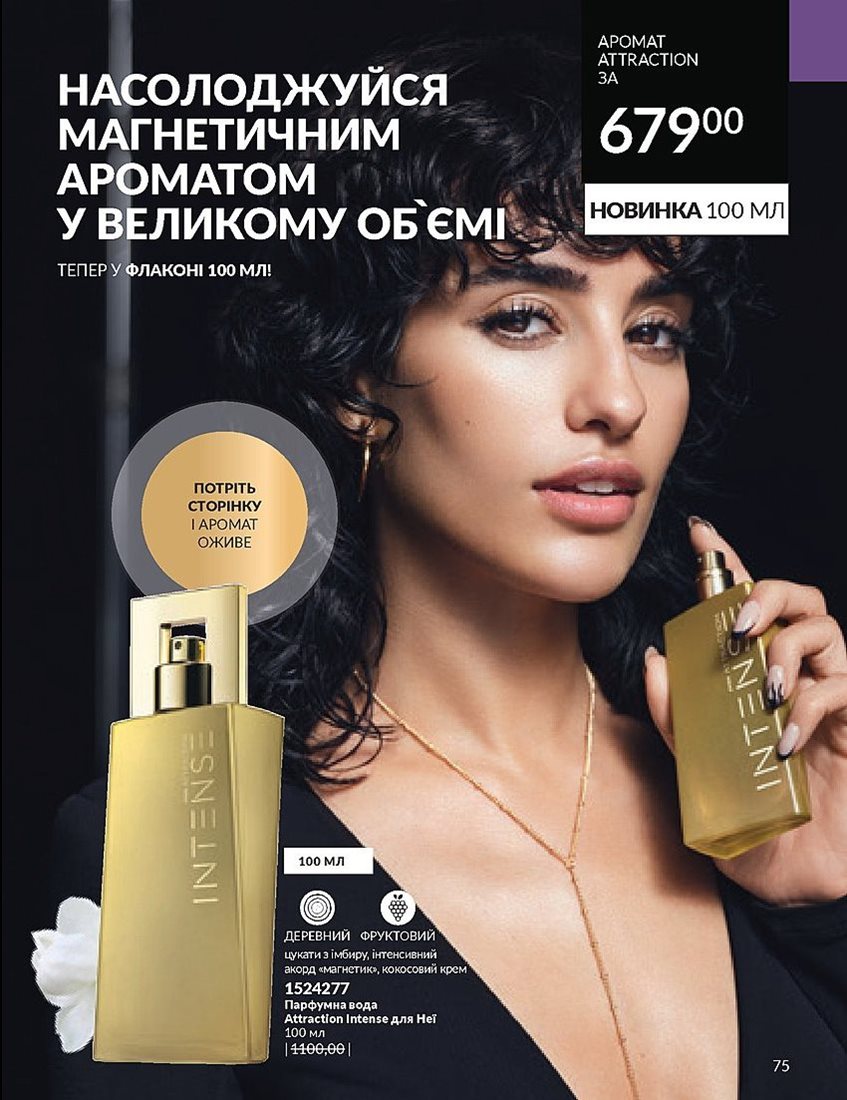 НАСОЛОДЖУЙСЯ
МАГНЕТИЧНИМ
АРОМАТОМ
У ВЕЛИКОМУ ОБ`ЄМІ
ТЕПЕР У ФЛАКОНІ 100 МЛ!
АРОМАТ
ATTRACTION
ЗА
679⁰⁰
НОВИНКА 100 МЛ
ПОТРІТЬ
СТОРІНКУ
І АРОМАТ
ОЖИВЕ
INTENSE
INTENSE
100 МЛ
ДЕРЕВНИЙ ФРУКТОВИЙ
цукати з імбиру, інтенсивний
акорд «магнетик», кокосовий крем
1524277
Парфумна вода
Attraction Intense для Неї
100 мл
| 1100,00 |
75